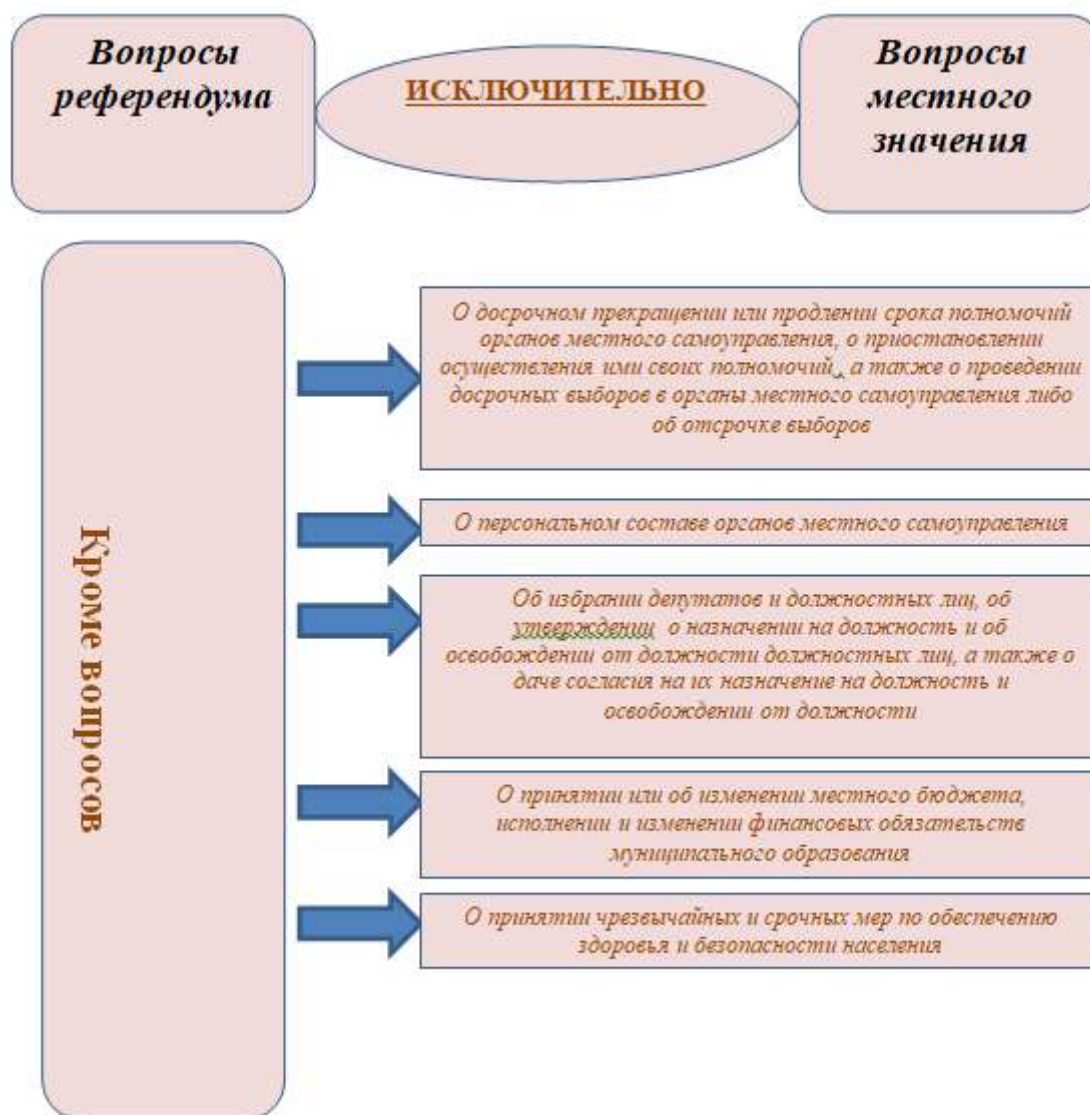 Вопросы
референдума
ИСКЛЮЧИТЕЛЬНО
Вопросы
местного
значения
Кроме вопросов
О досрочном прекращении или продлении срока полномочий
органов местного самоуправления, о приостановлении
осуществления ими своих полномочий, а также о проведении
досрочных выборов в органы местного самоуправления либо
об отсрочке выборов
О персональном составе органов местного самоуправления
Об избрании депутатов и должностных лиц, об
утверждении о назначении на должность и об
освобождении от должности должностных лиц, а также о
даче согласия на их назначение на должность и
освобождении от должности
О принятии или об изменении местного бюджета,
исполнении и изменении финансовых обязательств
муниципального образования
О принятии чрезвычайных и срочных мер по обеспечению
здоровья и безопасности населения